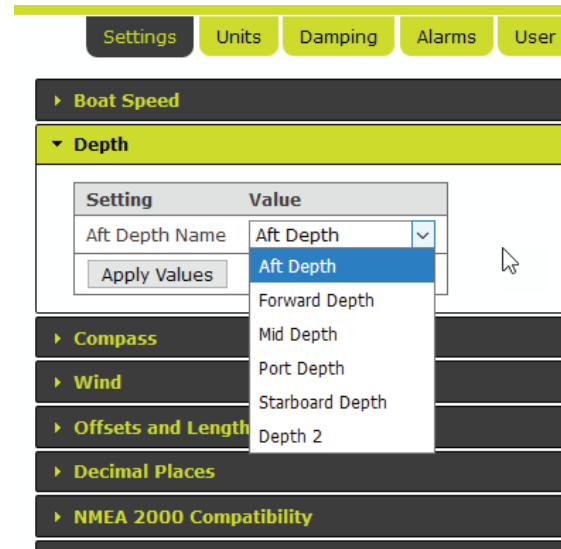 Settings Units Damping Alarms User
Boat Speed
Depth
Setting Value
Aft Depth Name Aft Depth
Apply Values Aft Depth
Forward Depth
Mid Depth
Port Depth
Starboard Depth
Depth 2
Compass
Wind
Offsets and Length
Decimal Places
NMEA 2000 Compatibility